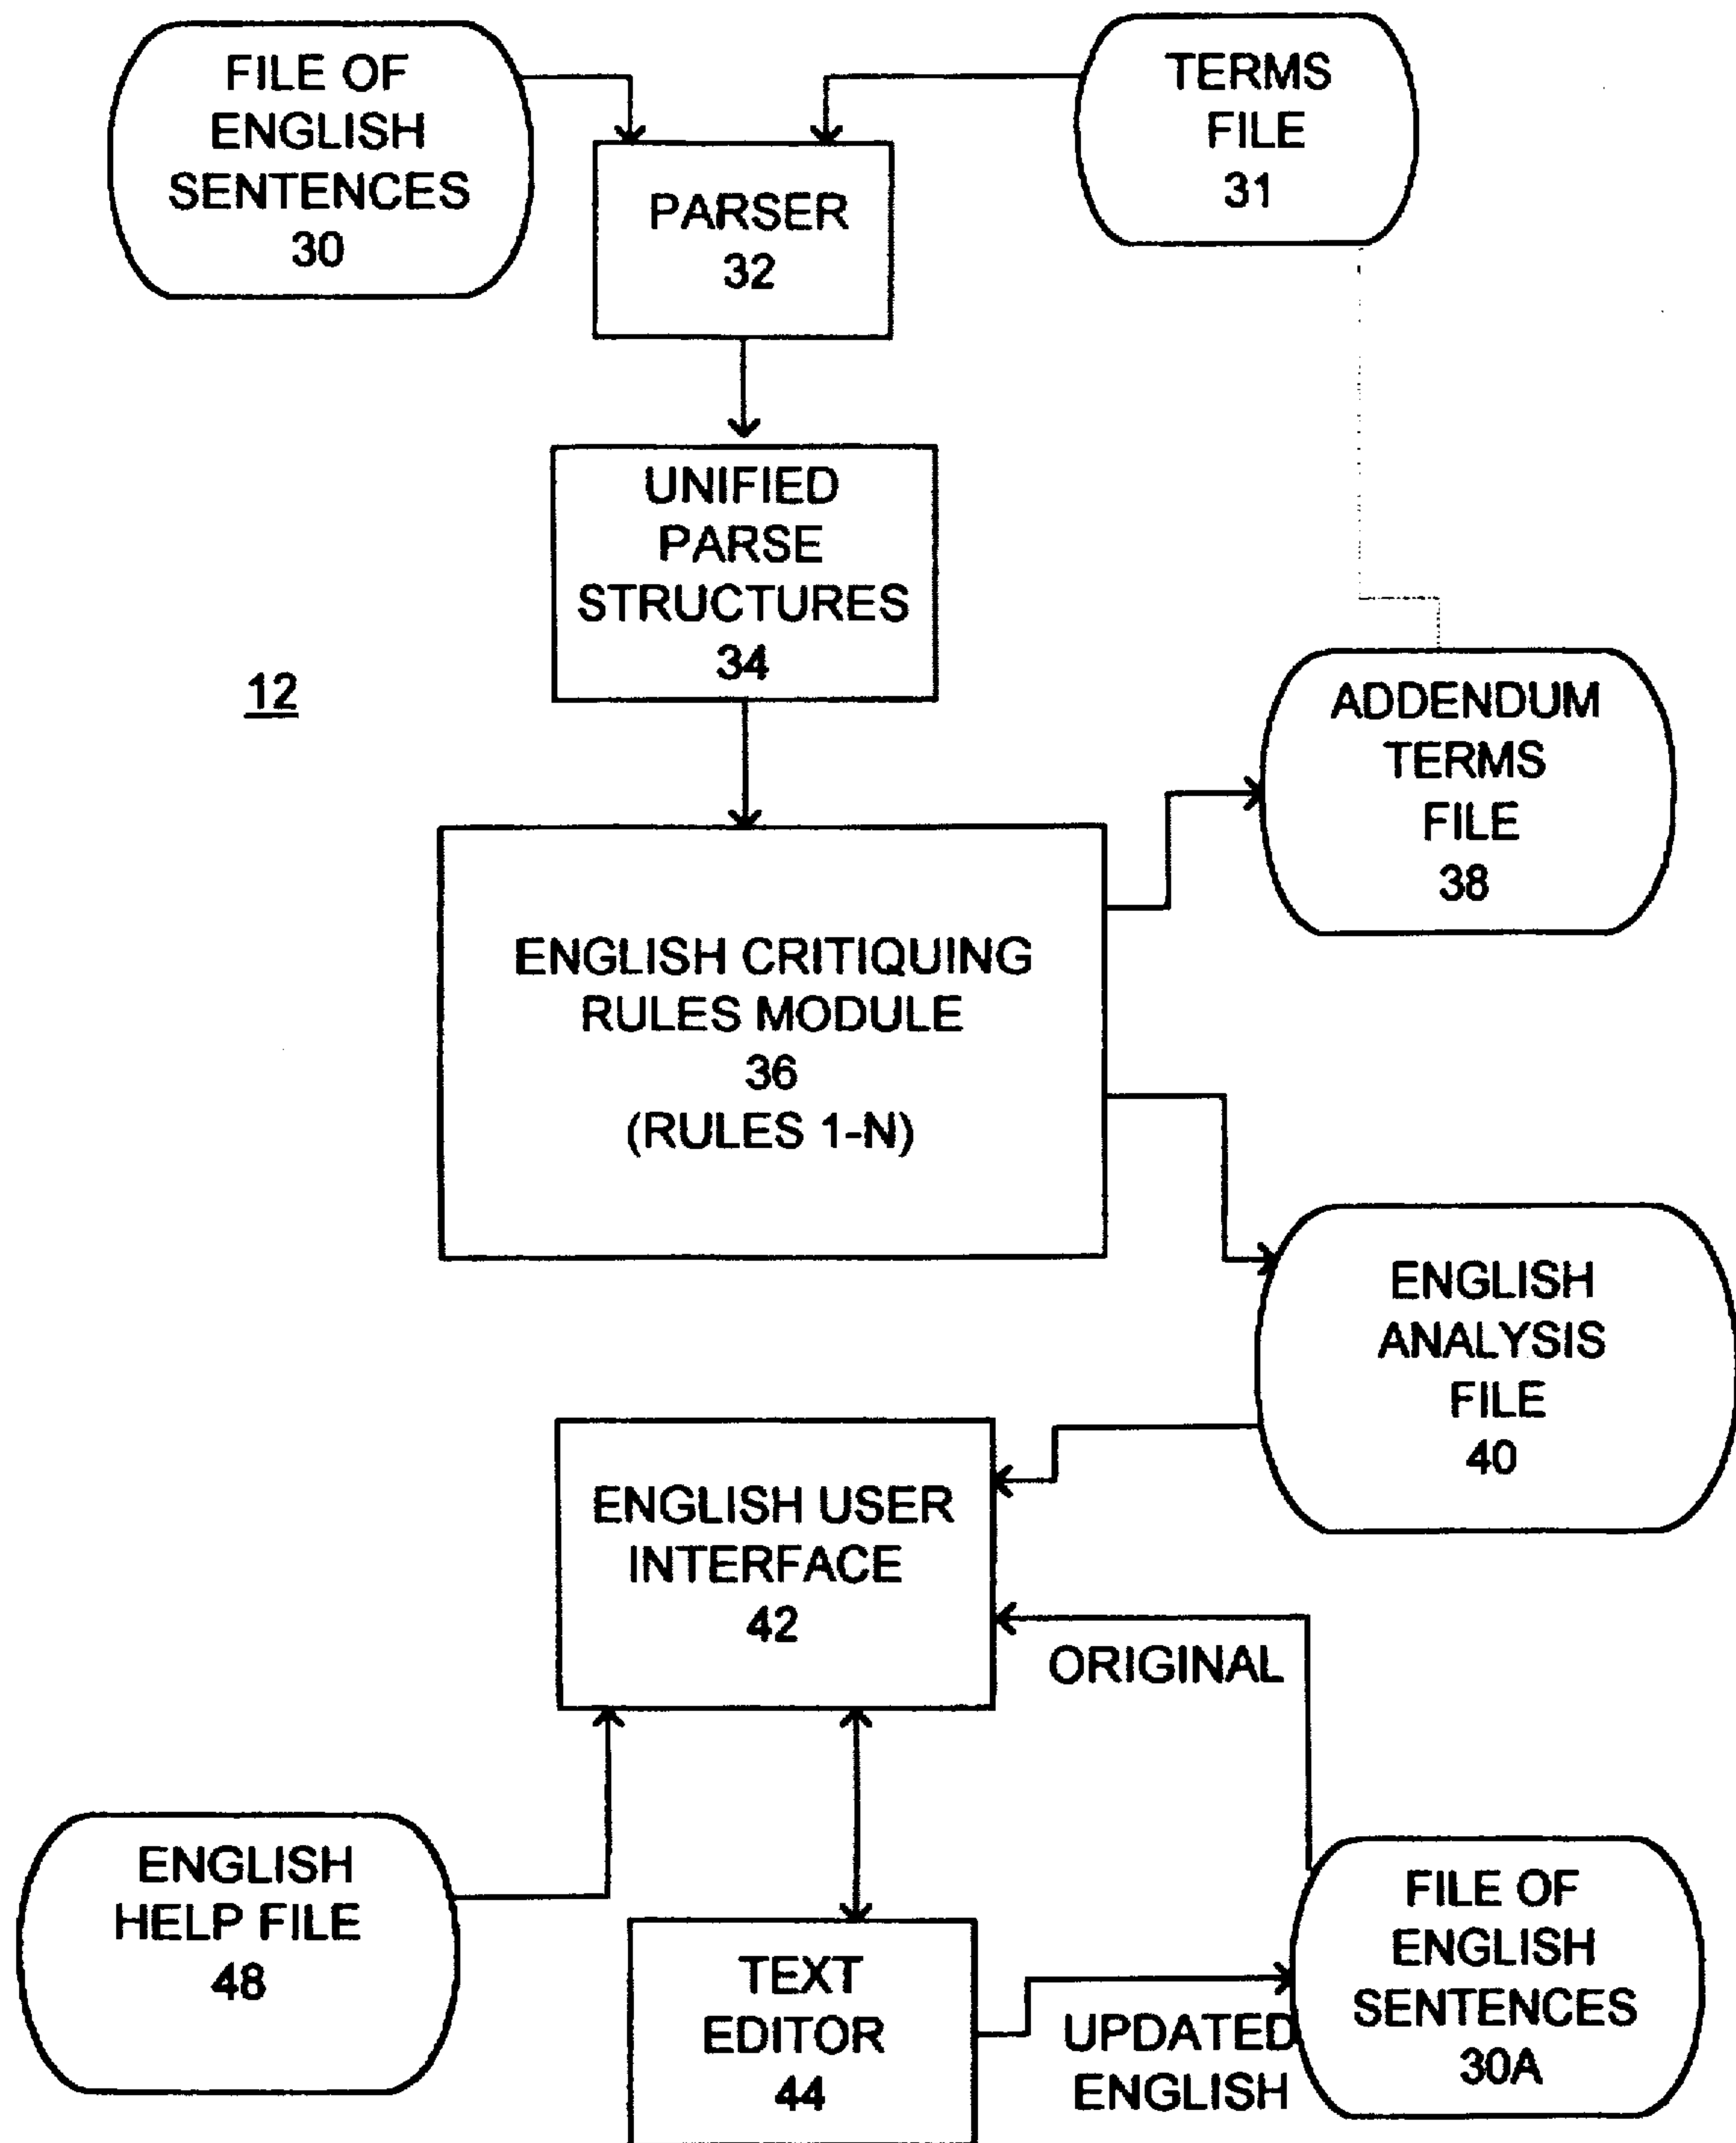 FILE OF
ENGLISH
SENTENCES
30
TERMS
FILE
31
PARSER
32
UNIFIED
PARSE
STRUCTURES
34
12
ADDENDUM
TERMS
FILE
38
ENGLISH CRITIQUING
RULES MODULE
36
(RULES 1-N)
ENGLISH
ANALYSIS
FILE
40
ENGLISH USER
INTERFACE
42
ORIGINAL
ENGLISH
HELP FILE
48
TEXT
EDITOR
44
UPDATED
ENGLISH
FILE OF
ENGLISH
SENTENCES
30A